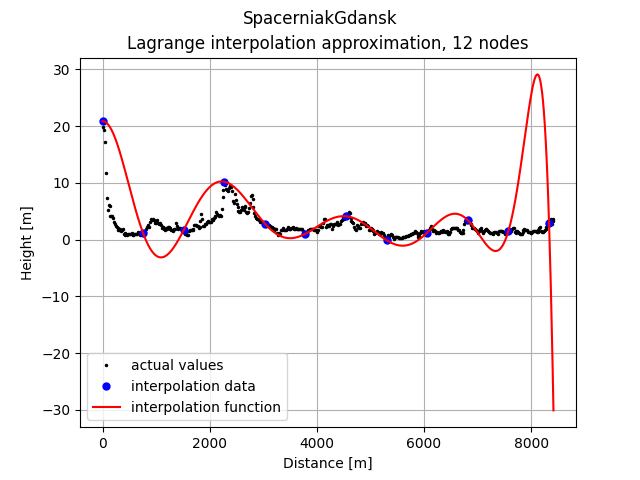 SpacerniakGdansk
Lagrange interpolation approximation, 12 nodes
30
20
10
0
−10
−20
−30
Height [m]
actual values
interpolation data
interpolation function
0
2000
4000
6000
8000
Distance [m]